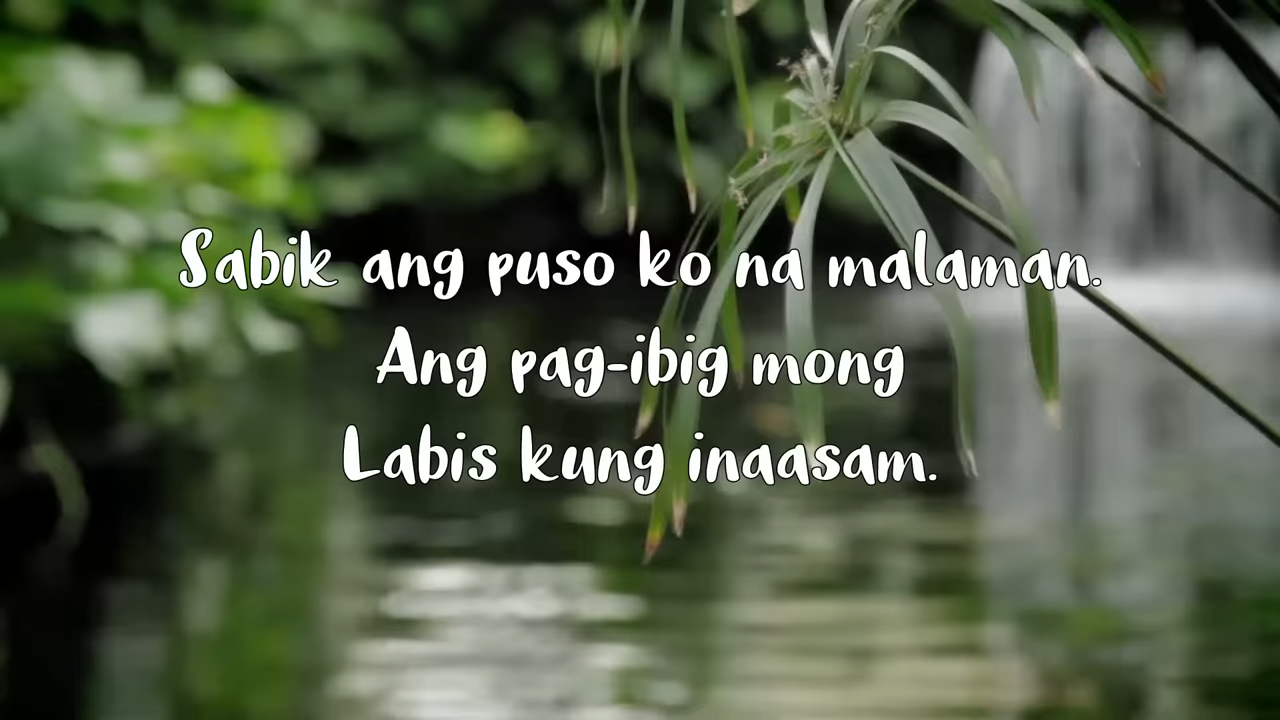 Sabik ang puso ko na malaman.
Ang pag-ibig mong
Labis kung inaasam.